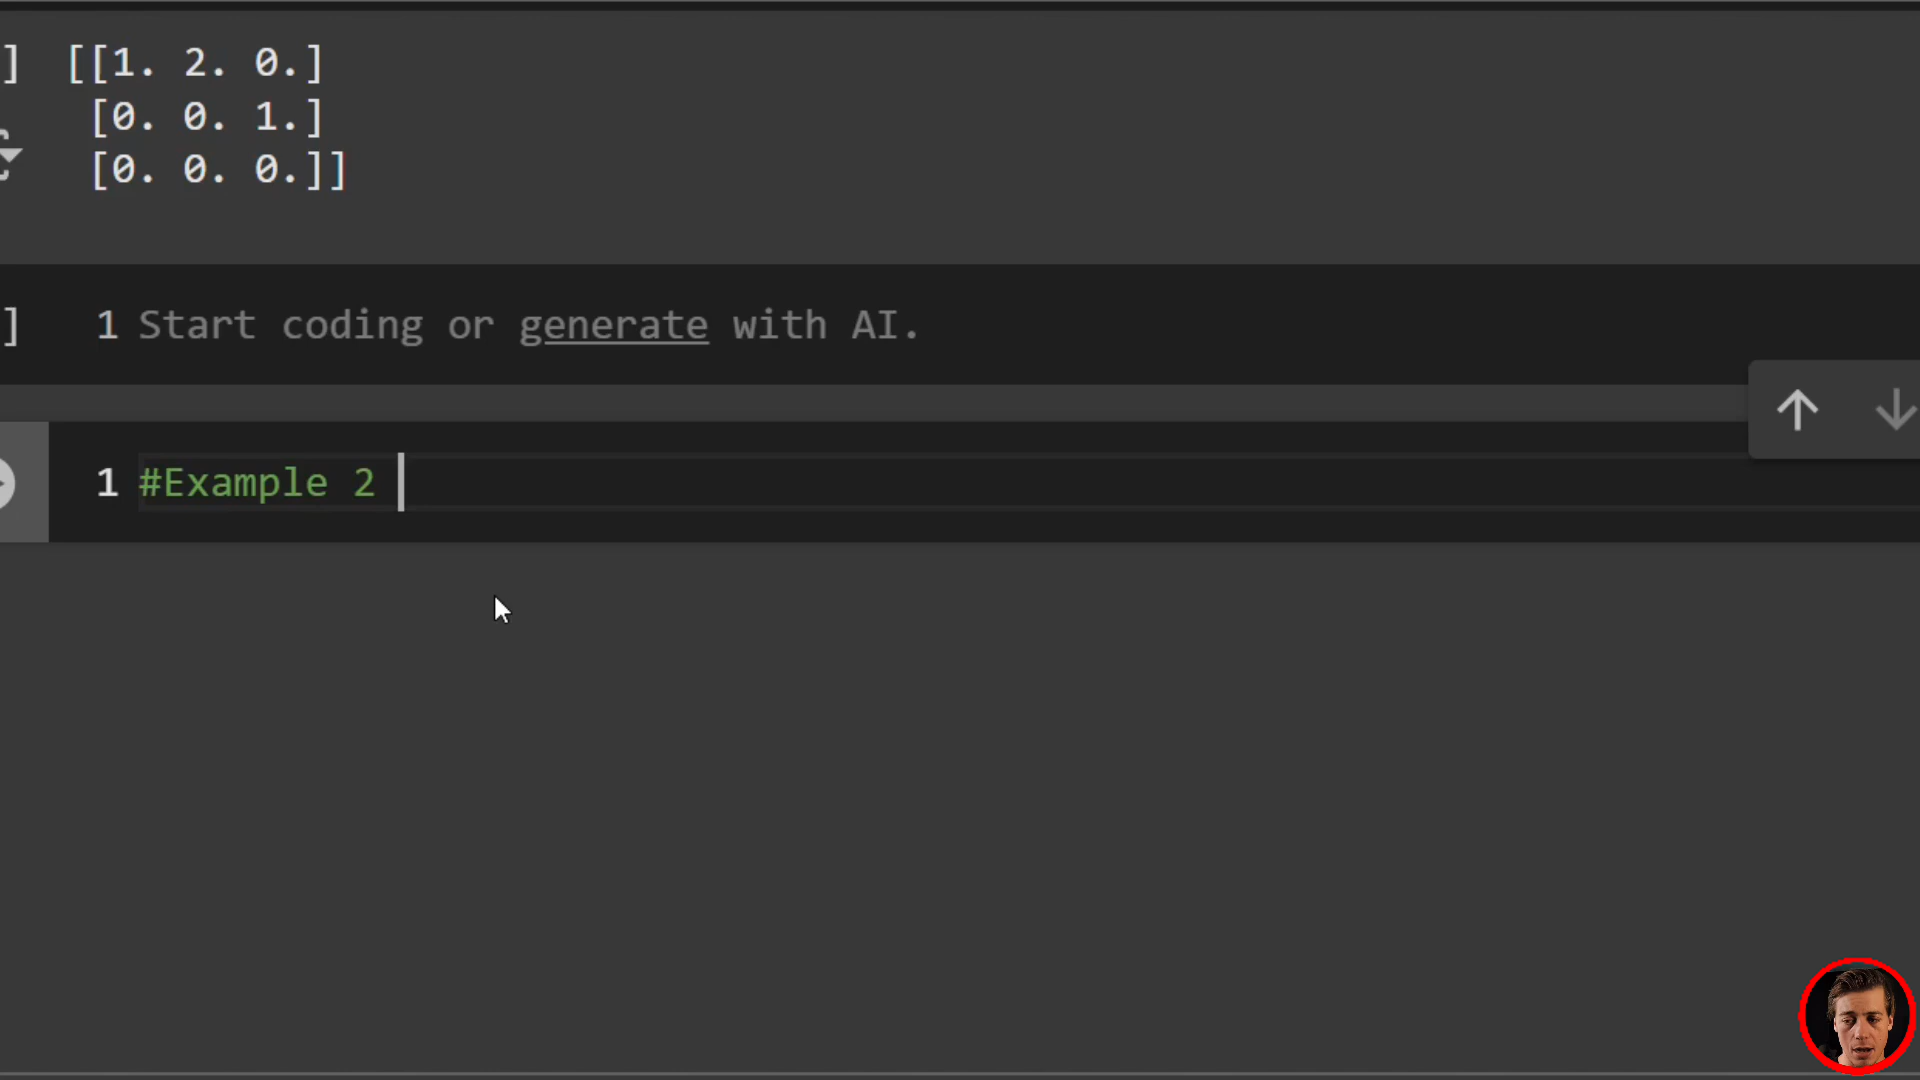 ] [[1. 2. 0.]
[0. 0. 1.]
[0. 0. 0.]]
] 1 Start coding or generate with AI.
1 #Example 2